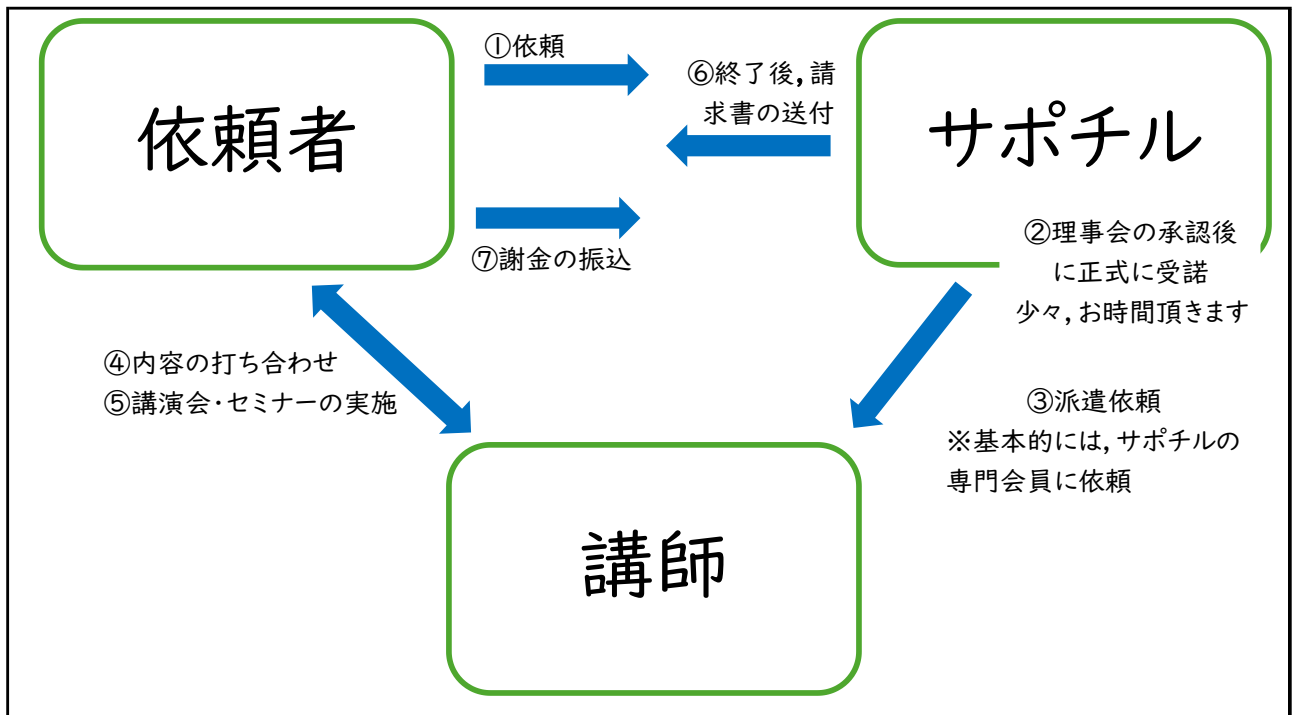 依頼者
①依頼
⑥終了後,請
求書の送付
サポチル
⑦謝金の振込
②理事会の承認後
に正式に受諾
少々,お時間頂きます
④内容の打ち合わせ
⑤講演会・セミナーの実施
③派遣依頼
※基本的には,サポチルの
専門会員に依頼
講師